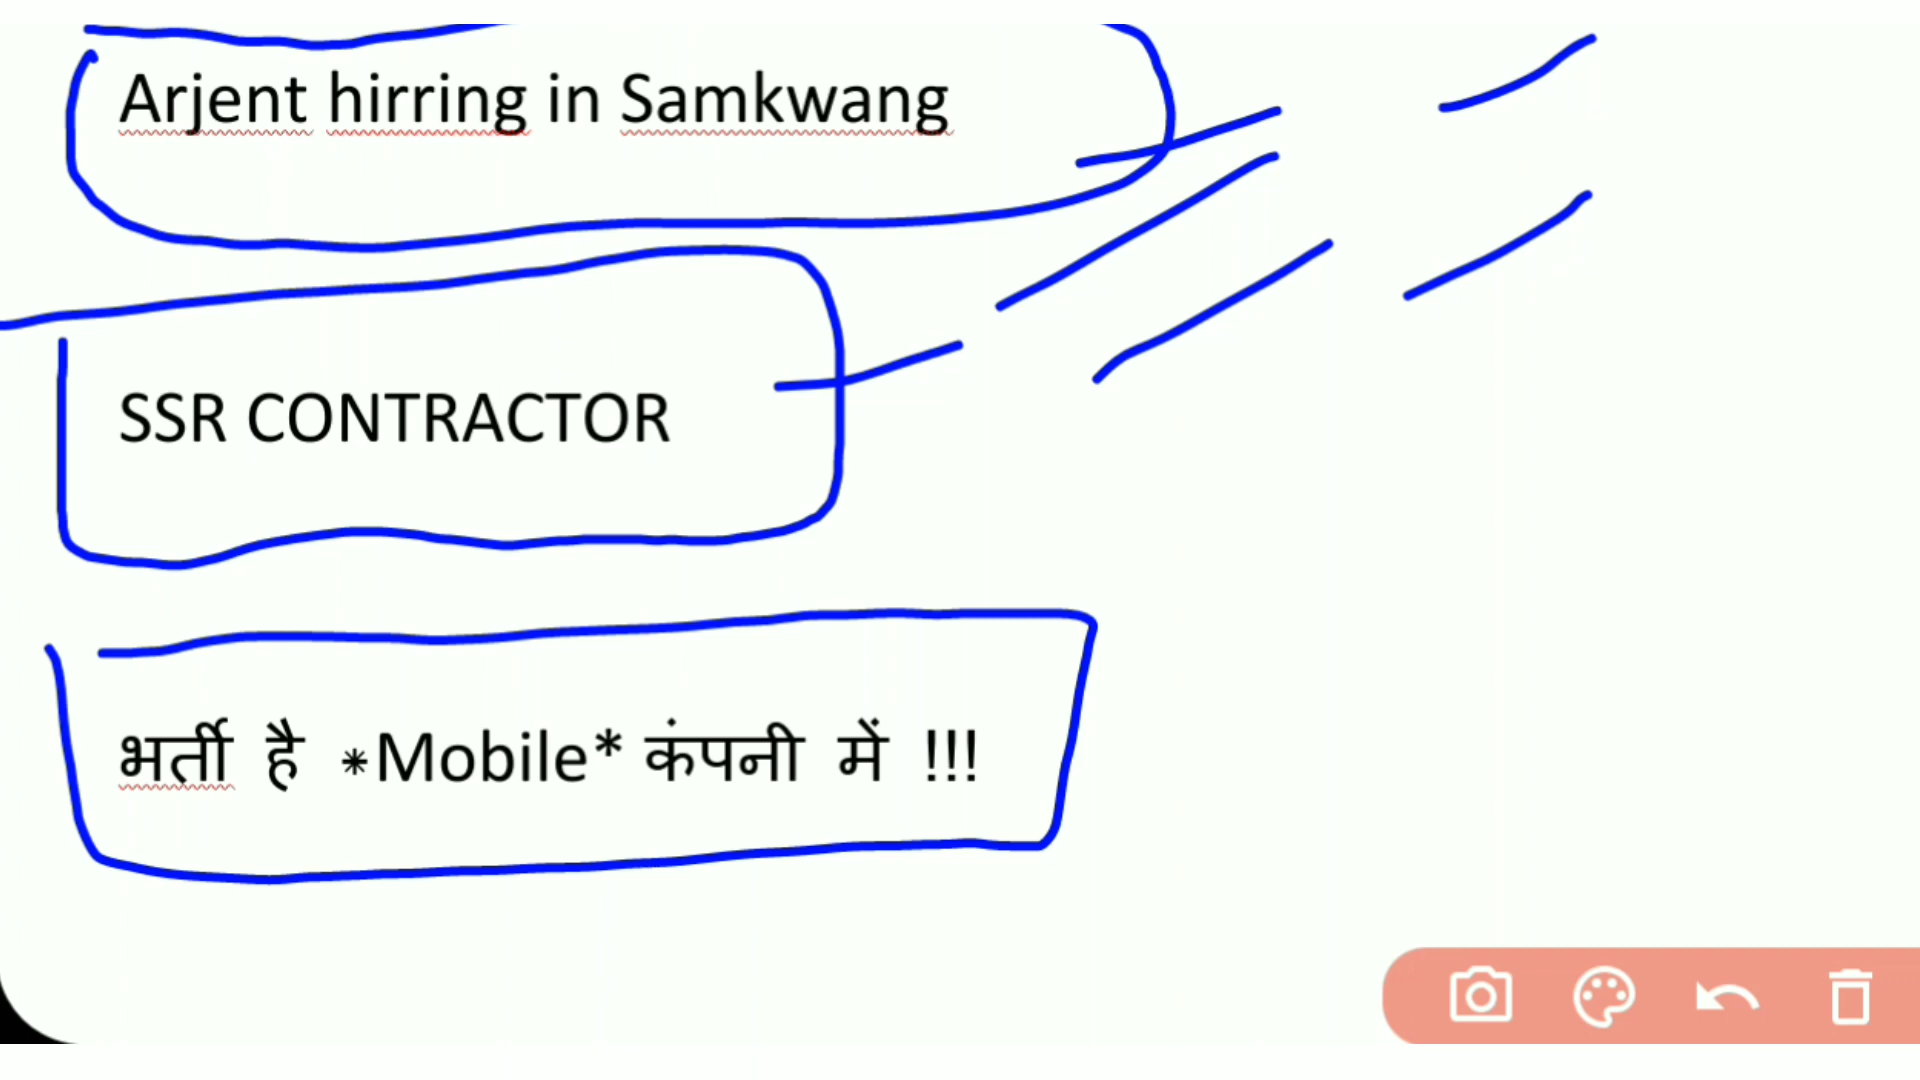 Arjent hirring in Samkwang
SSR CONTRACTOR
भर्ती है *Mobile* कंपनी में !!!